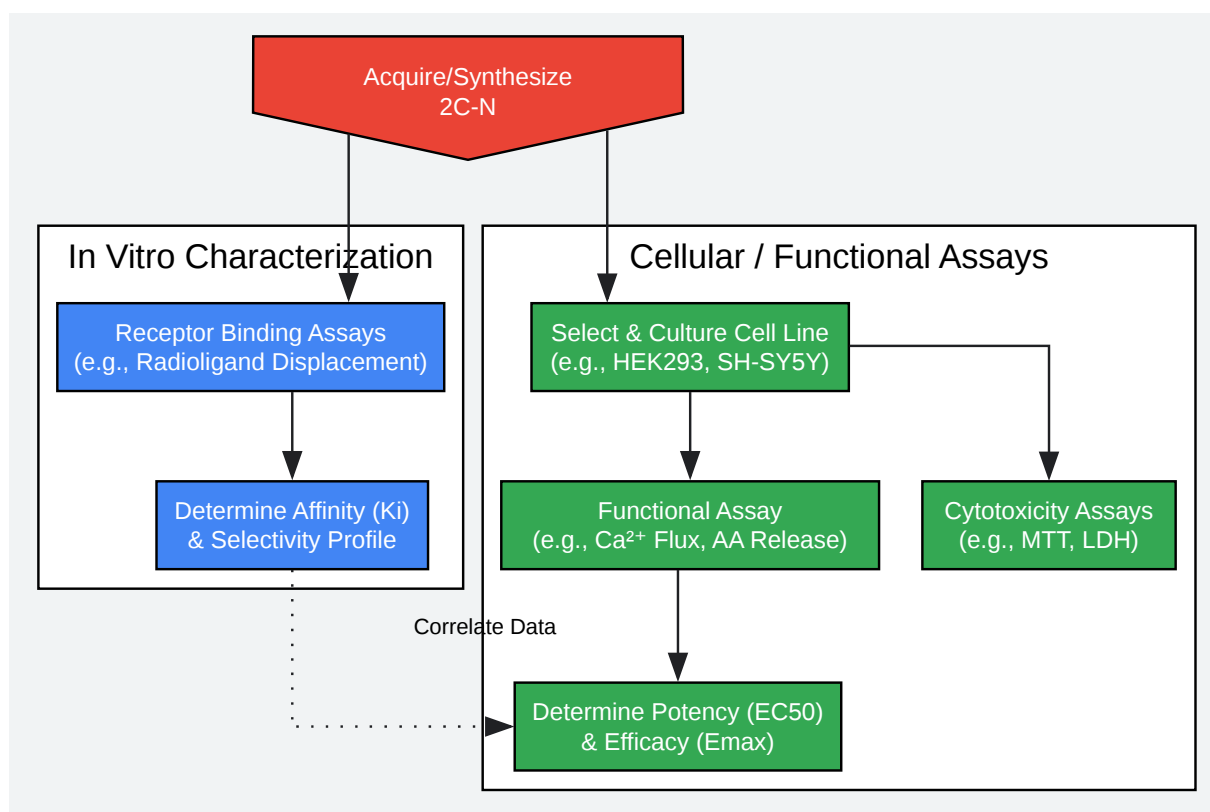 Acquire/Synthesize
2C-N
In Vitro Characterization
Receptor Binding Assays
(e.g., Radioligand Displacement)
Determine Affinity (Ki)
& Selectivity Profile
Cellular / Functional Assays
Select & Culture Cell Line
(e.g., HEK293, SH-SY5Y)
Functional Assay
(e.g., Ca²⁺ Flux, AA Release)
Cytotoxicity Assays
(e.g., MTT, LDH)
Correlate Data
Determine Potency (EC50)
& Efficacy (Emax)